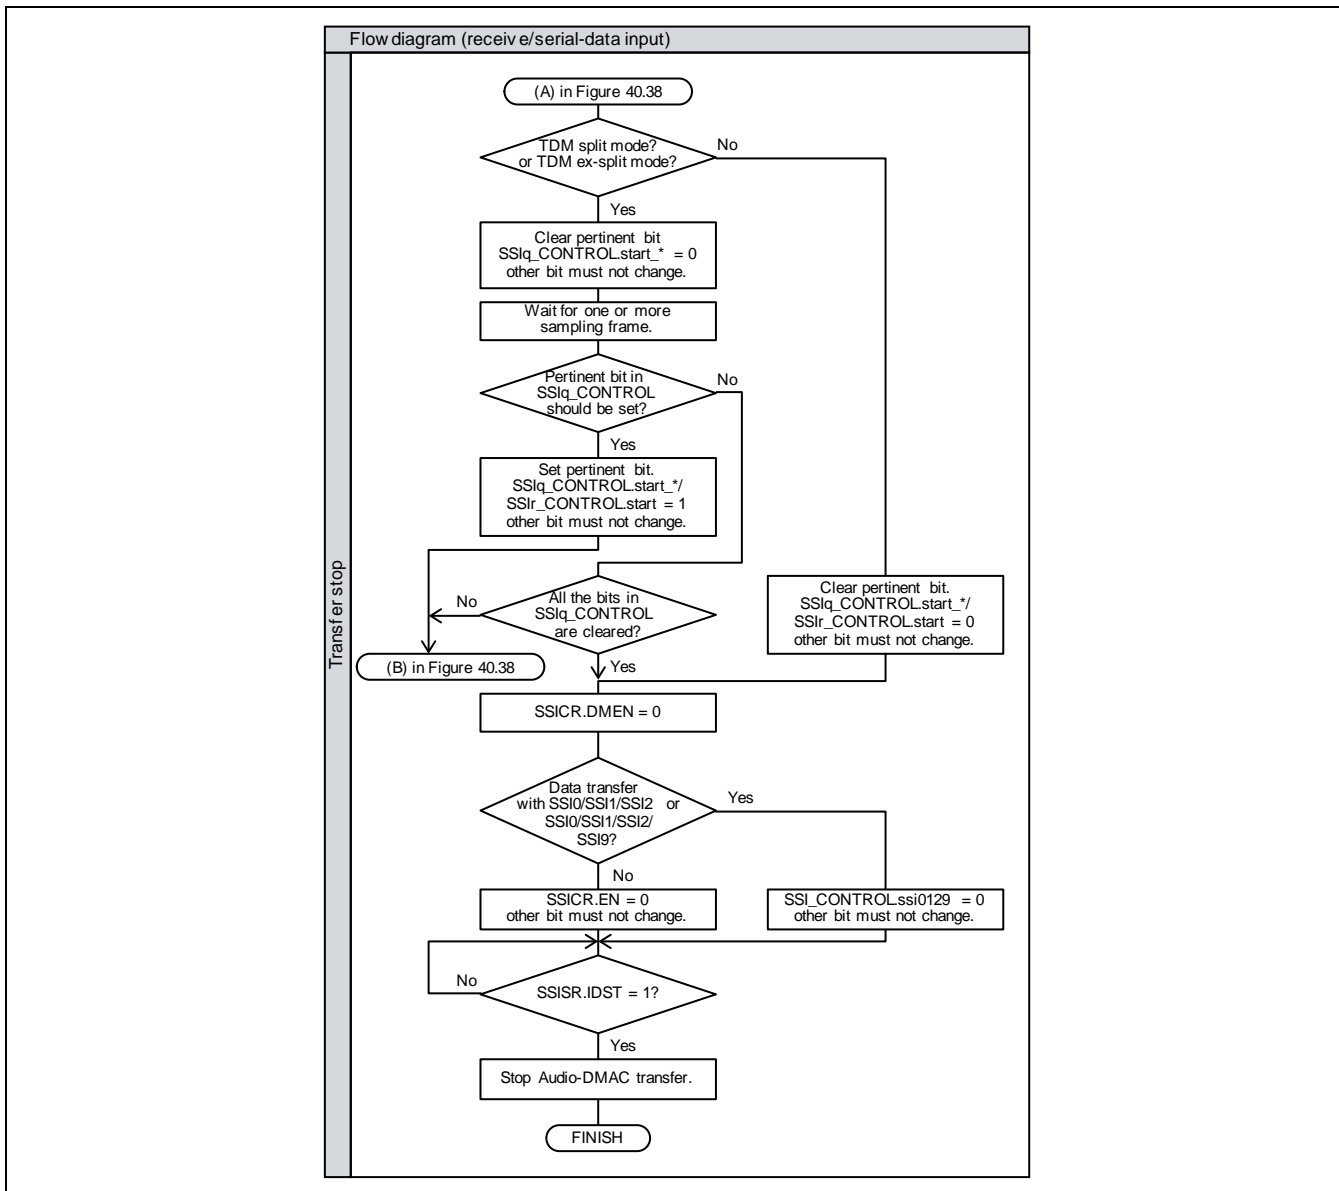 Flow diagram (receive/serial-data input)
Transfer stop
(A) in Figure 40.38
TDM split mode?
or TDM ex-split mode?
No
Yes
Clear pertinent bit
SSIq_CONTROL.start_* = 0
other bit must not change.
Wait for one or more
sampling frame.
Pertinent bit in
SSIq_CONTROL
should be set?
No
Yes
Set pertinent bit.
SSIq_CONTROL.start_*/
SSIr_CONTROL.start = 1
other bit must not change.
All the bits in
SSIq_CONTROL
are cleared?
No
Yes
(B) in Figure 40.38
Clear pertinent bit.
SSIq_CONTROL.start_*/
SSIr_CONTROL.start = 0
other bit must not change.
SSICR.DMEN = 0
Data transfer
with SSI0/SSI1/SSI2 or
SSI0/SSI1/SSI2/
SSI9?
Yes
No
SSICR.EN = 0
other bit must not change.
SSI_CONTROL.ssi0129 = 0
other bit must not change.
No
SSISR.IDST = 1?
Yes
Stop Audio-DMAC transfer.
FINISH